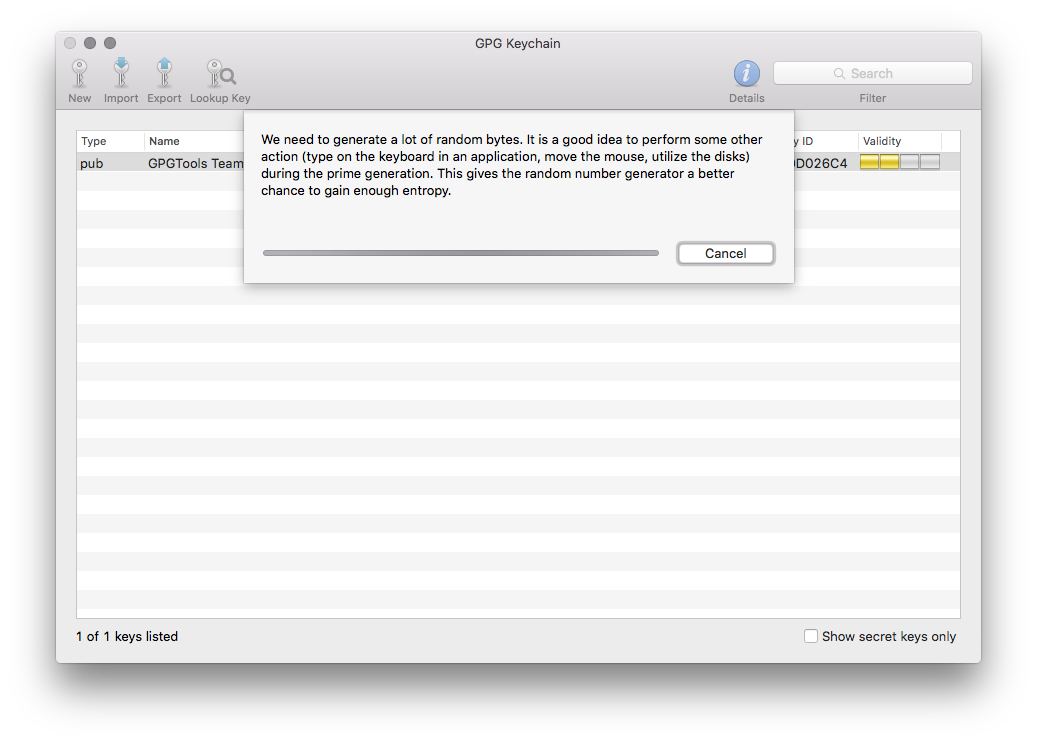 GPG Keychain
New Import Export Lookup Key Details Search Filter
We need to generate a lot of random bytes. It is a good idea to perform some other
action (type on the keyboard in an application, move the mouse, utilize the disks)
during the prime generation. This gives the random number generator a better
chance to gain enough entropy.
Cancel
Type Name ID Validity
pub GPGTools Team
1 of 1 keys listed Show secret keys only